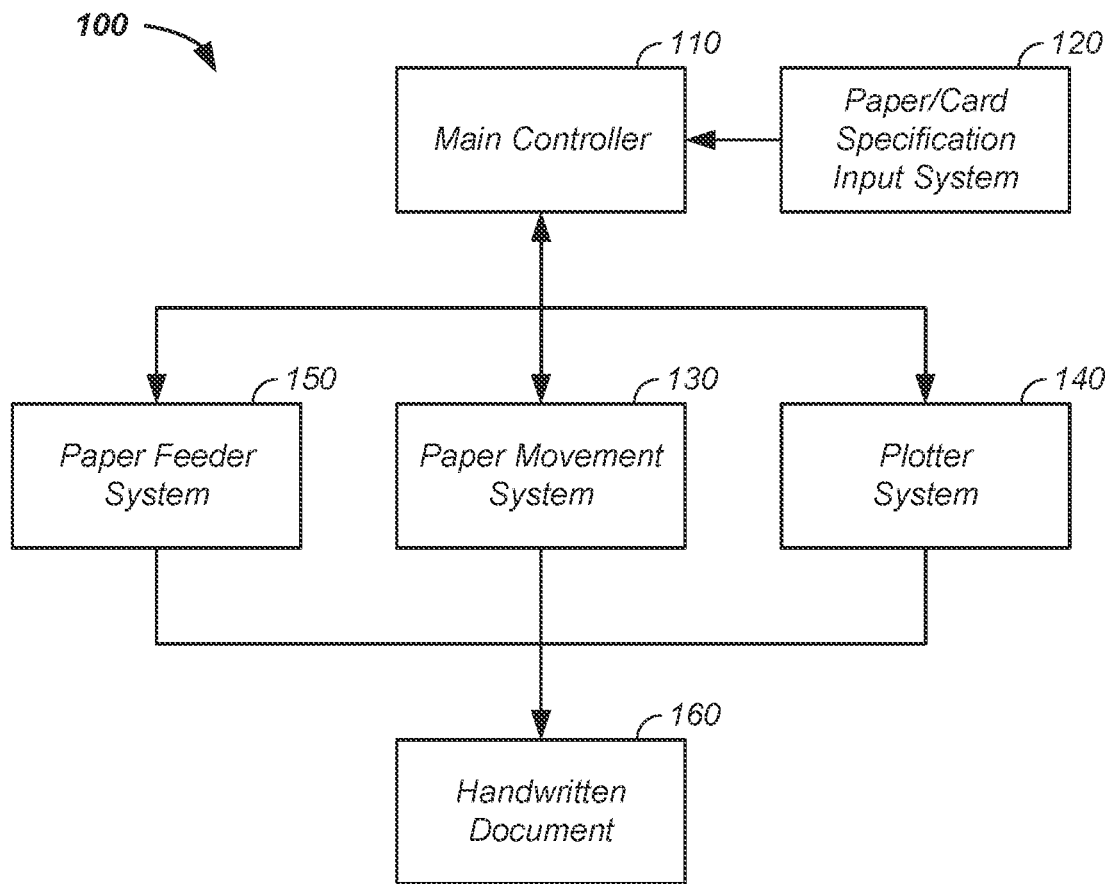 100
110
120
Main Controller
Paper/Card
Specification
Input System
150
130
140
Paper Feeder
System
Paper Movement
System
Plotter
System
160
Handwritten
Document